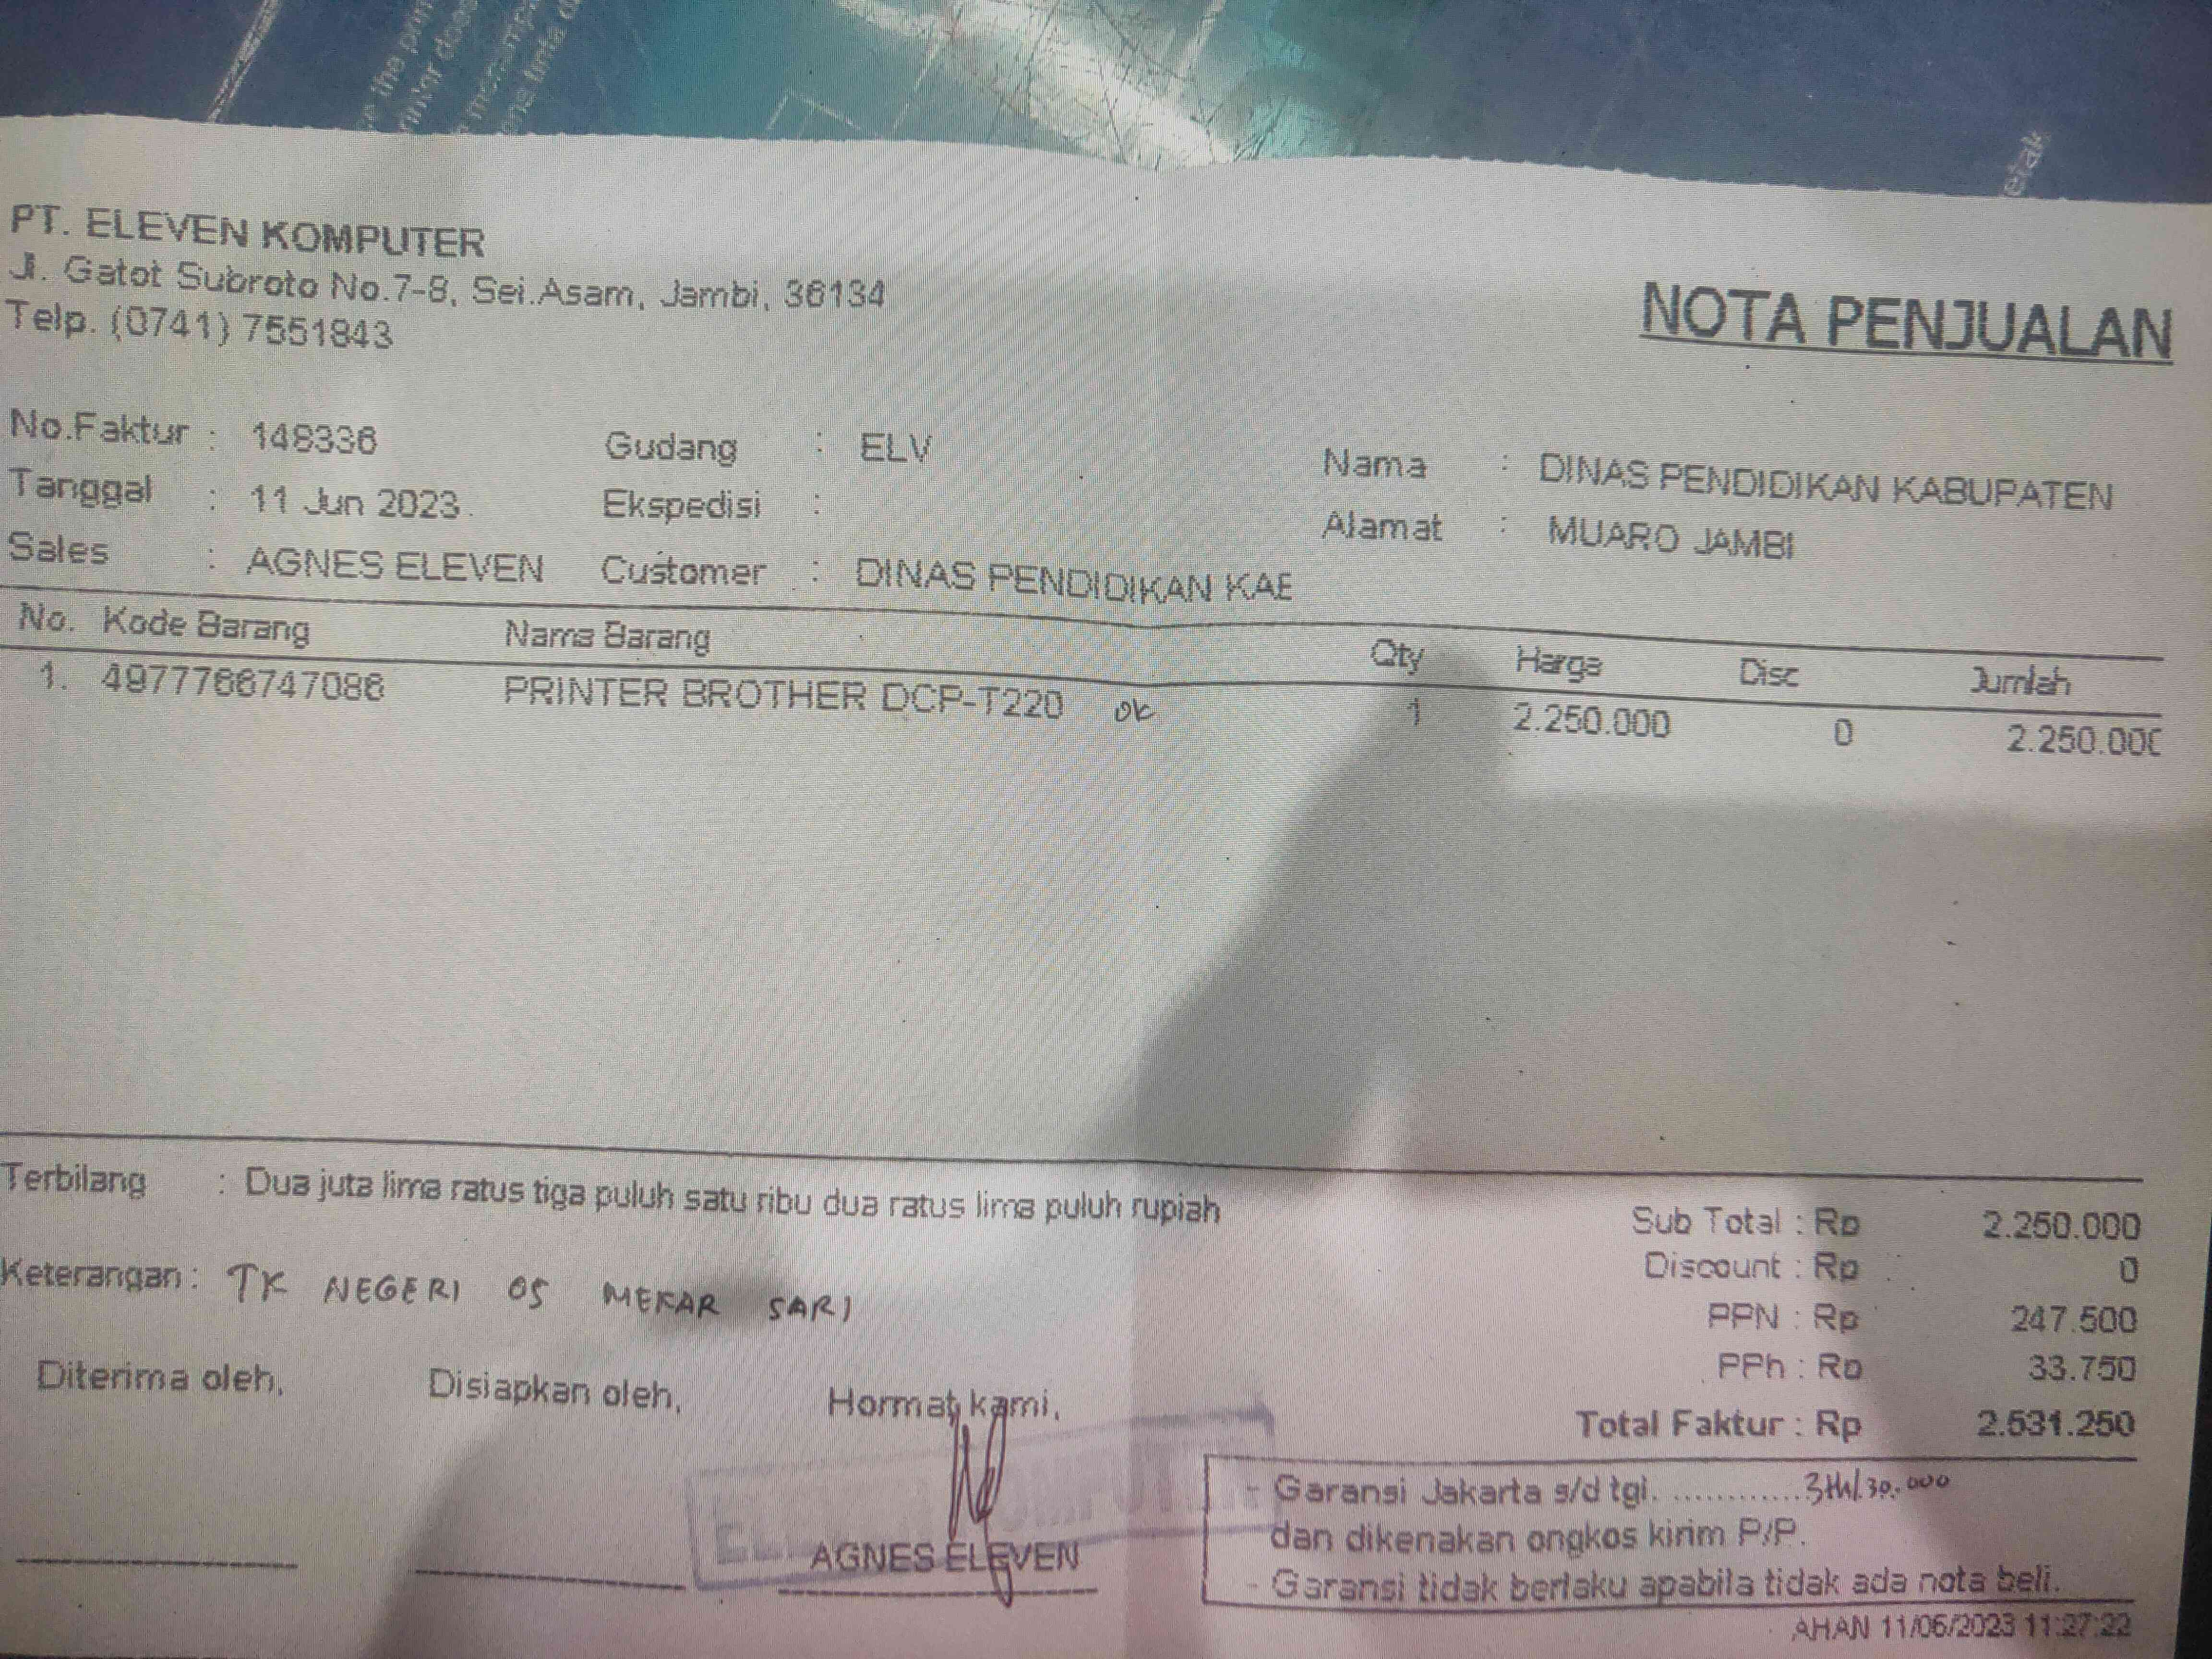 PT. ELEVEN KOMPUTER
Jl. Gatot Subroto No.7-8, Sei.Asam, Jambi, 36134
Telp. (0741) 7551843
NOTA PENJUALAN
No.Faktur : 148336 Gudang : ELV Nama : DINAS PENDIDIKAN KABUPATEN
Tanggal : 11 Jun 2023 Ekspedisi : Alamat : MUARO JAMBI
Sales : AGNES ELEVEN Customer : DINAS PENDIDIKAN KAB
No. Kode Barang Nama Barang Qty Harga Disc Jumlah
1. 4977766747086 PRINTER BROTHER DCP-T220 ok 1 2.250.000 0 2.250.000
Terbilang : Dua juta lima ratus tiga puluh satu ribu dua ratus lima puluh rupiah
Sub Total : Rp 2.250.000
Discount : Rp 0
PPN : Rp 247.500
PPh : Rp 33.750
Total Faktur : Rp 2.531.250
Keterangan : TK NEGERI 05 MEKAR SARI
Diterima oleh, Disiapkan oleh, Hormat kami,
AGNES ELEVEN
- Garansi Jakarta s/d tgl. ............3th/30.000
dan dikenakan ongkos kirim P/P.
- Garansi tidak berlaku apabila tidak ada nota beli.
AHAN 11/06/2023 11:27:22